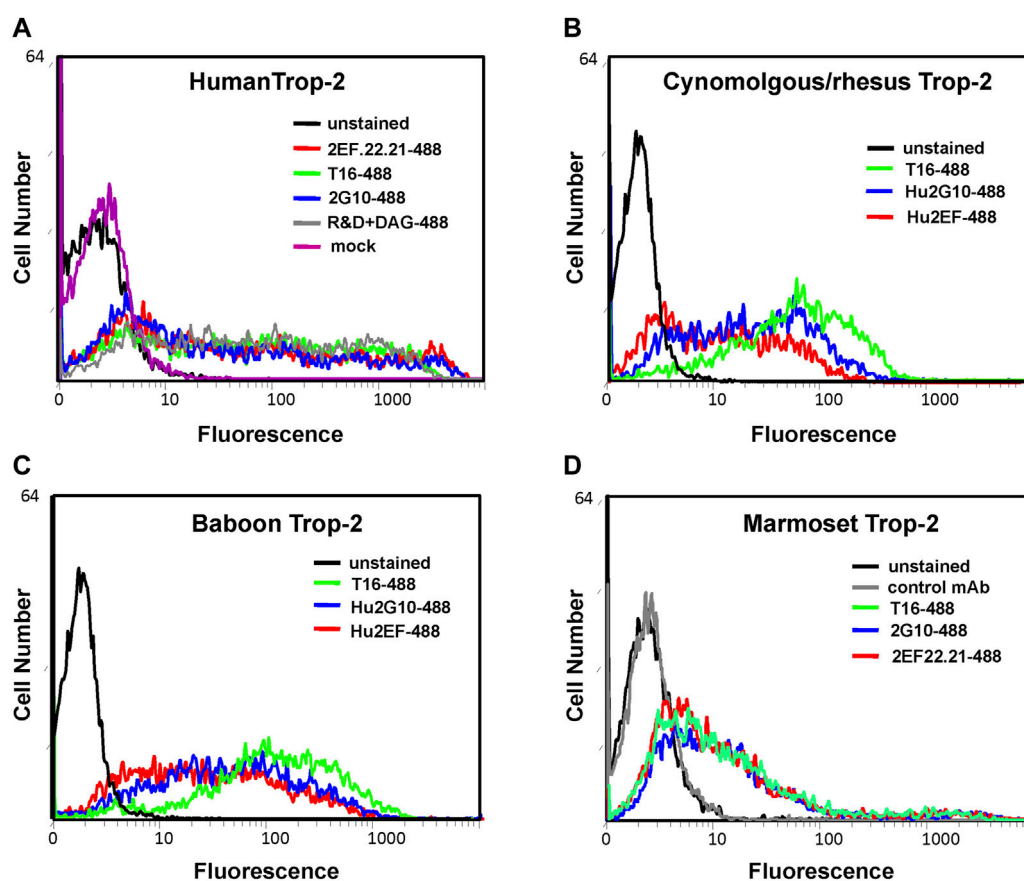 A
64
HumanTrop-2
unstained
2EF.22.21-488
T16-488
2G10-488
R&D+DAG-488
mock
Cell Number
0 10 100 1000
Fluorescence
B
64
Cynomolgous/rhesus Trop-2
unstained
T16-488
Hu2G10-488
Hu2EF-488
Cell Number
0 10 100 1000
Fluorescence
C
64
Baboon Trop-2
unstained
T16-488
Hu2G10-488
Hu2EF-488
Cell Number
0 10 100 1000
Fluorescence
D
64
Marmoset Trop-2
unstained
control mAb
T16-488
2G10-488
2EF22.21-488
Cell Number
0 10 100 1000
Fluorescence